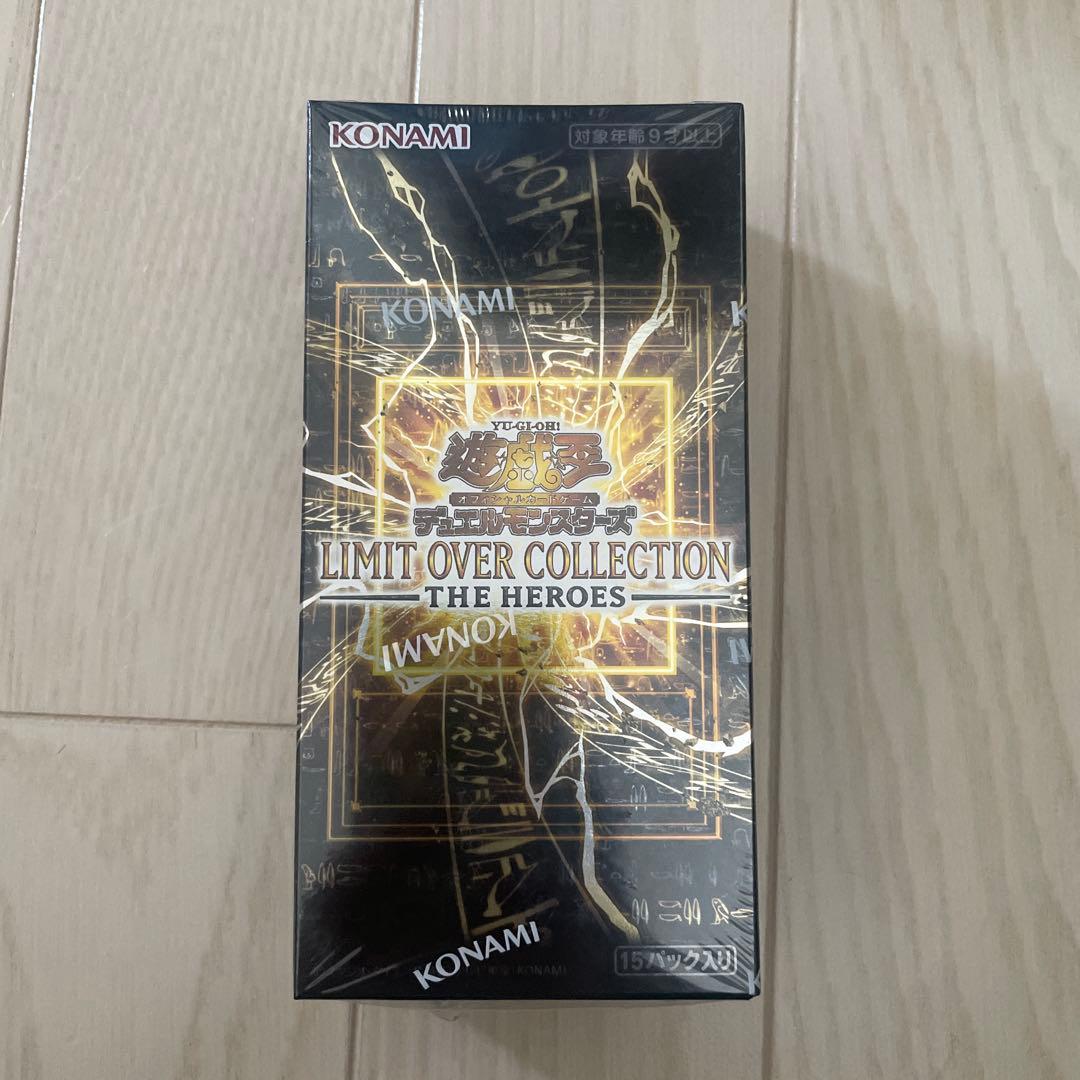 KONAMI
対象年齢9才以上
KONAMI
K
YU-GI-OH!
遊戯王
オフィシャルカードゲーム
デュエルモンスターズ
LIMIT OVER COLLECTION
THE HEROES
KONAMI
KONAMI
15パック入り
KONAMI